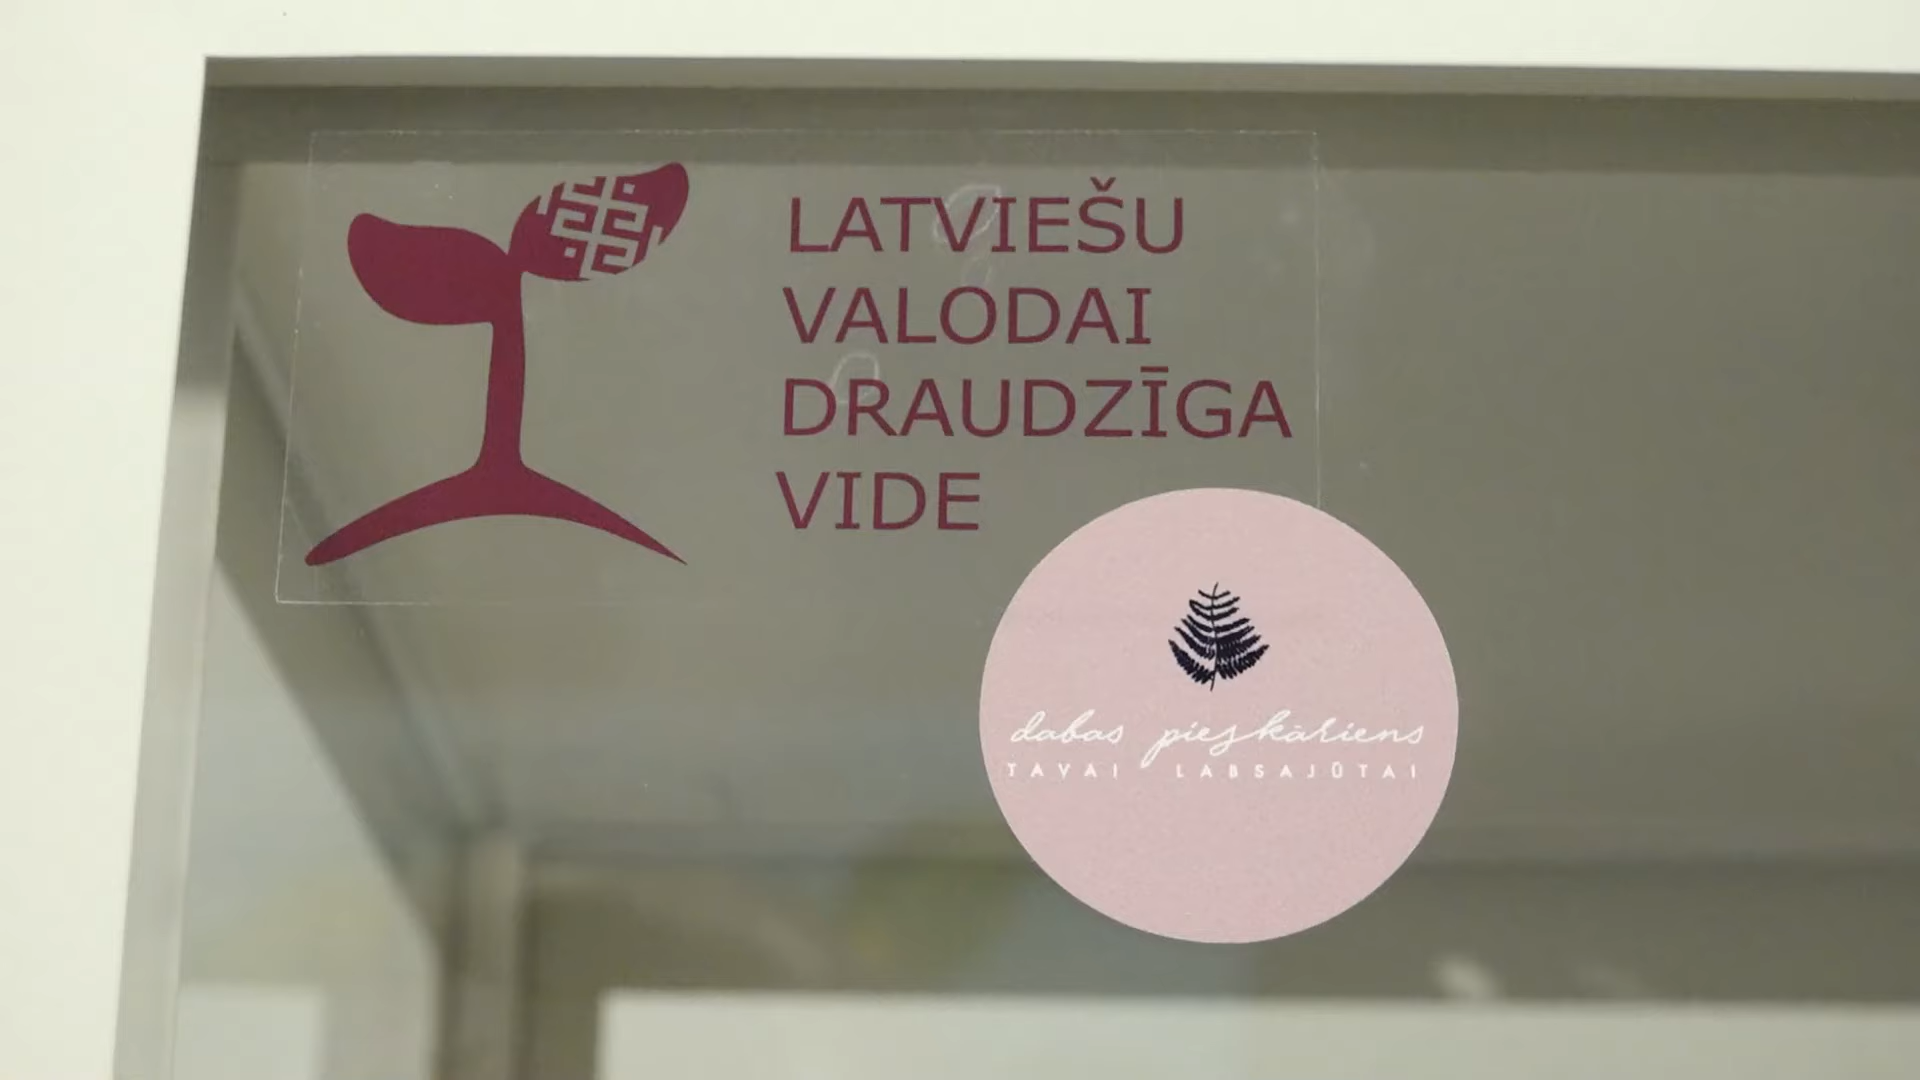 LATVIEŠU
VALODAI
DRAUDZĪGA
VIDE
dabas pieskāriens
TAVAI LABSAJŪTAI